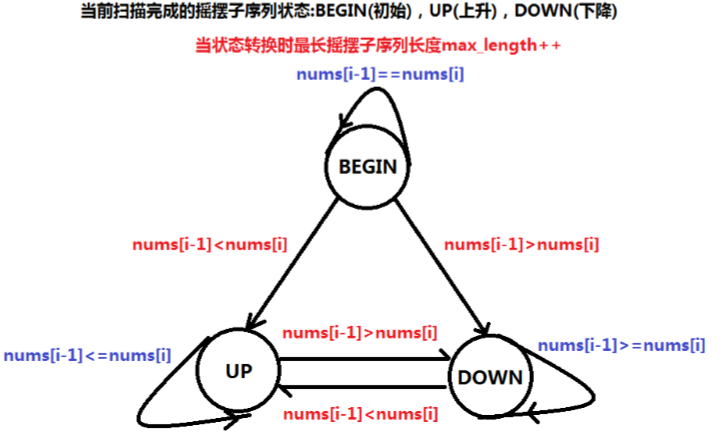 当前扫描完成的摇摆子序列状态:BEGIN(初始)，UP(上升)，DOWN(下降)
当状态转换时最长摇摆子序列长度max_length++
nums[i-1]==nums[i]
BEGIN
nums[i-1]<nums[i]
nums[i-1]>nums[i]
nums[i-1]>nums[i]
nums[i-1]<=nums[i]
nums[i-1]>=nums[i]
UP
DOWN
nums[i-1]<nums[i]